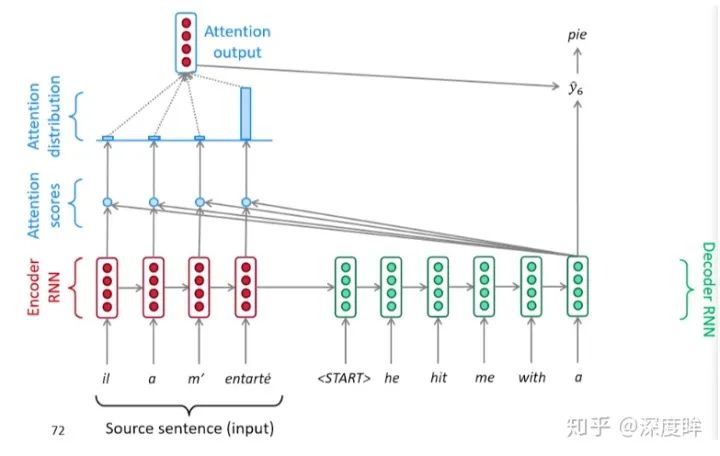 Attention
output
pie
ŷ₆
Attention
distribution
Attention
scores
Encoder
RNN
Decoder RNN
il a m' entarté <START> he hit me with a
Source sentence (input)
72
知乎 @深度眸